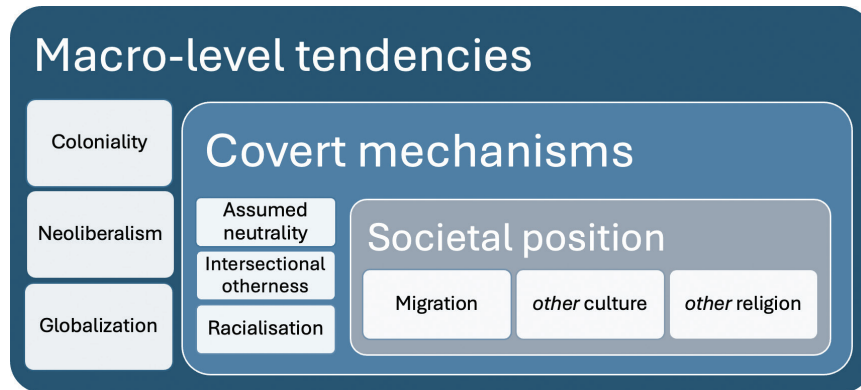 Macro-level tendencies
Coloniality
Neoliberalism
Globalization
Covert mechanisms
Assumed
neutrality
Intersectional
otherness
Racialisation
Societal position
Migration
other culture
other religion